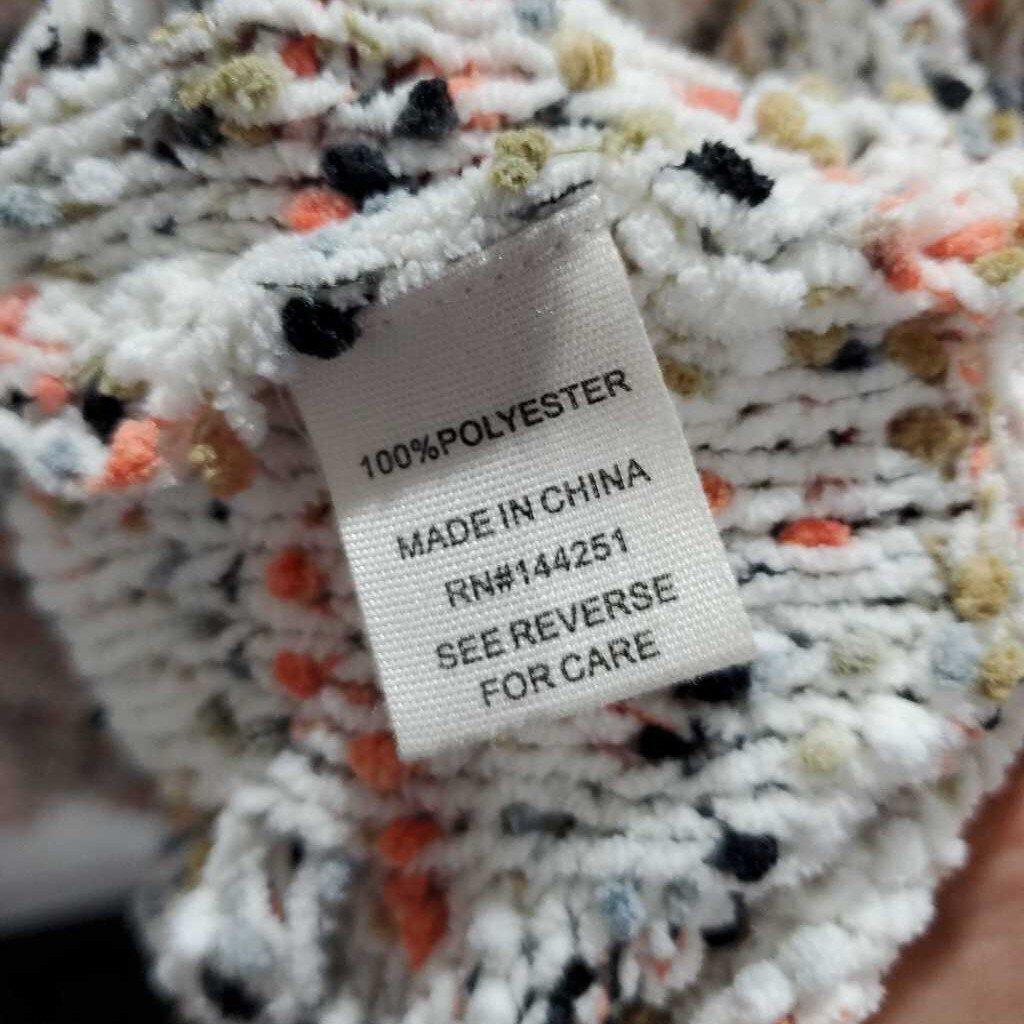 100%POLYESTER
MADE IN CHINA
RN#144251
SEE REVERSE
FOR CARE